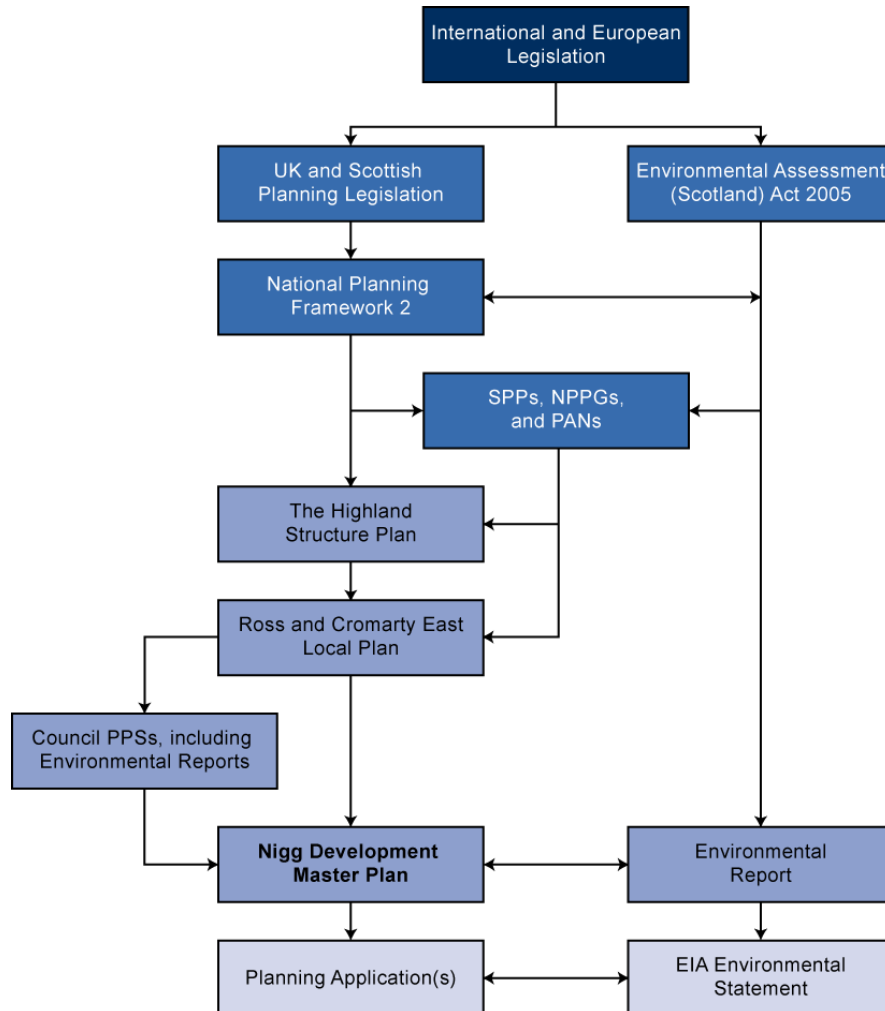 International and European
Legislation
UK and Scottish
Planning Legislation
Environmental Assessment
(Scotland) Act 2005
National Planning
Framework 2
SPPs, NPPGs,
and PANs
The Highland
Structure Plan
Ross and Cromarty East
Local Plan
Council PPSs, including
Environmental Reports
Nigg Development
Master Plan
Environmental
Report
Planning Application(s)
EIA Environmental
Statement